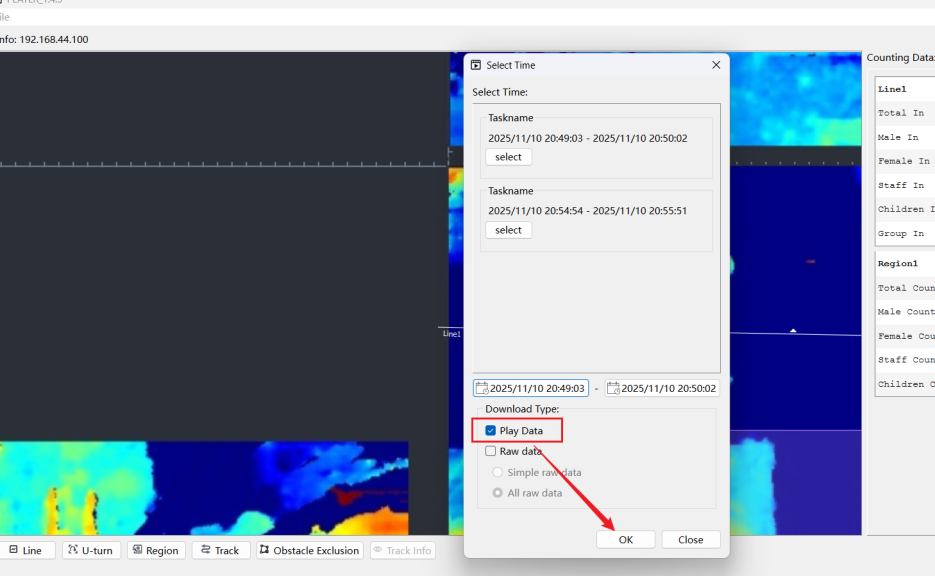 ile
nfo: 192.168.44.100
Select Time
Select Time:
Taskname
2025/11/10 20:49:03 - 2025/11/10 20:50:02
select
Taskname
2025/11/10 20:54:54 - 2025/11/10 20:55:51
select
2025/11/10 20:49:03 - 2025/11/10 20:50:02
Download Type:
Play Data
Raw data
Simple raw data
All raw data
OK Close
Line1
Counting Data:
Line1
Total In
Male In
Female In
Staff In
Children I
Group In
Region1
Total Coun
Male Count
Female Cou
Staff Coun
Children C
Line U-turn Region Track Obstacle Exclusion Track Info